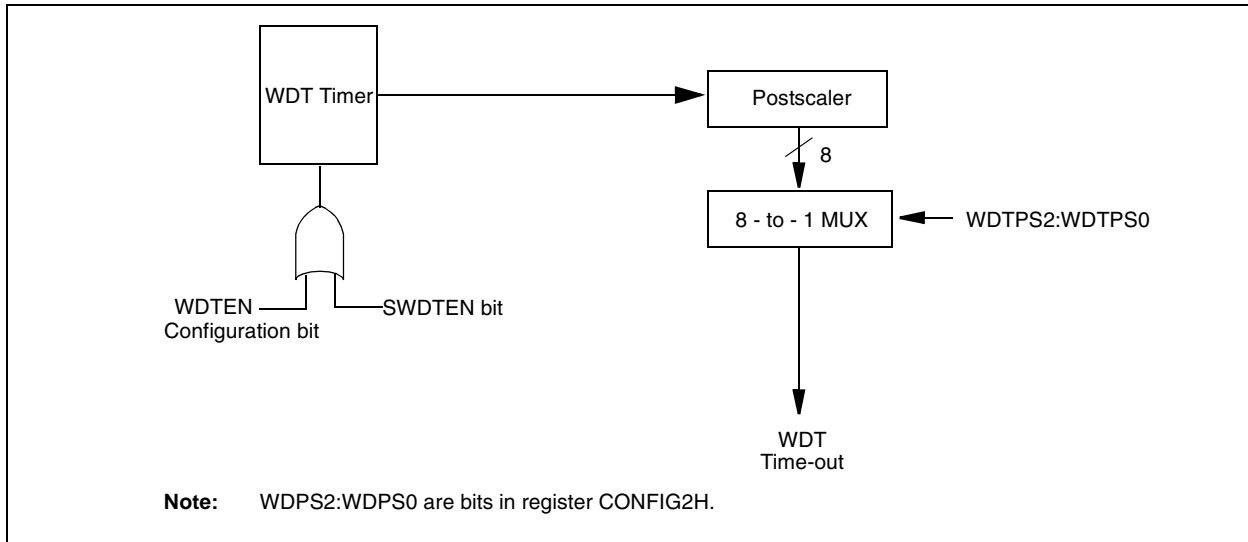 WDT Timer
Postscaler
8
8 - to - 1 MUX
WDTPS2:WDTPS0
WDTEN
Configuration bit
SWDTEN bit
WDT
Time-out
Note: WDPS2:WDPS0 are bits in register CONFIG2H.